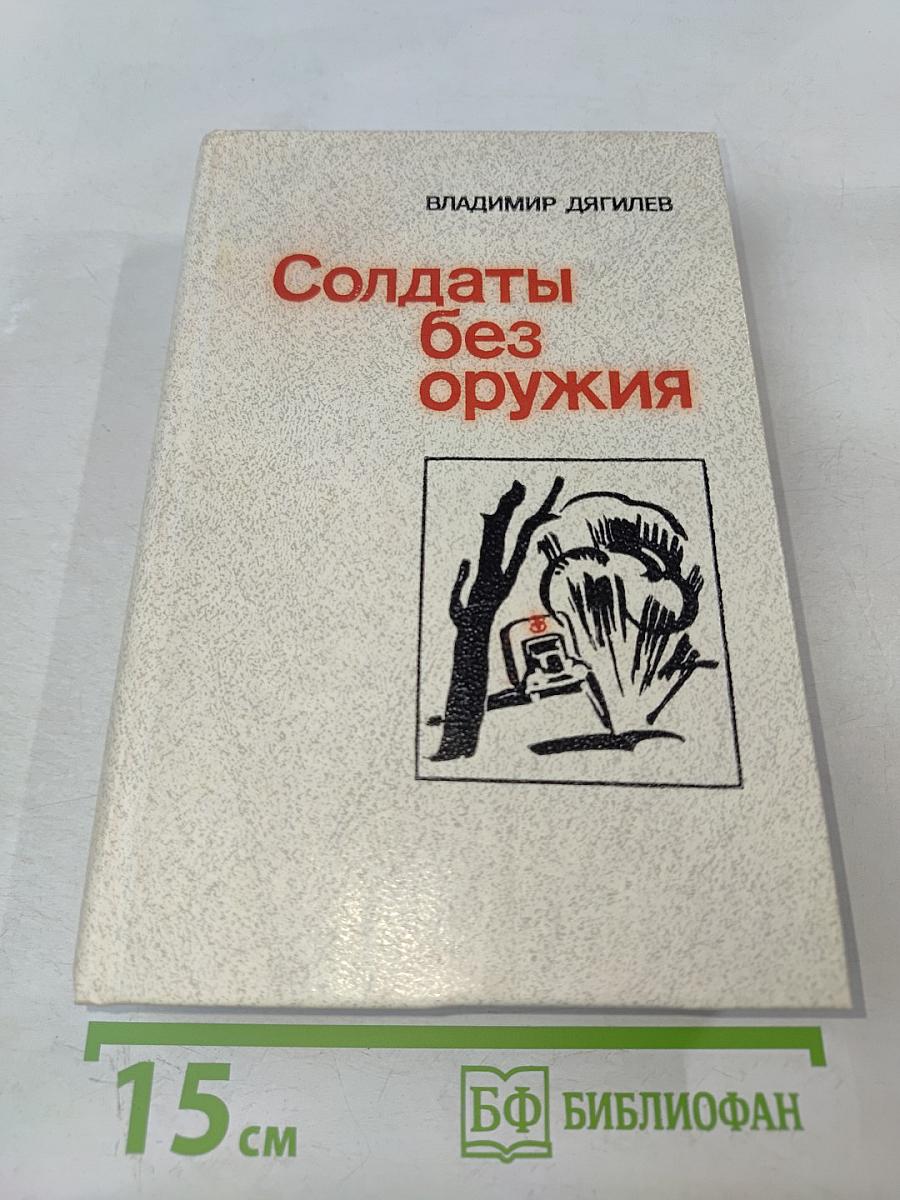 ВЛАДИМИР ДЯГИЛЕВ
Солдаты
без
оружия
15 см
БФ БИБЛИОФАН